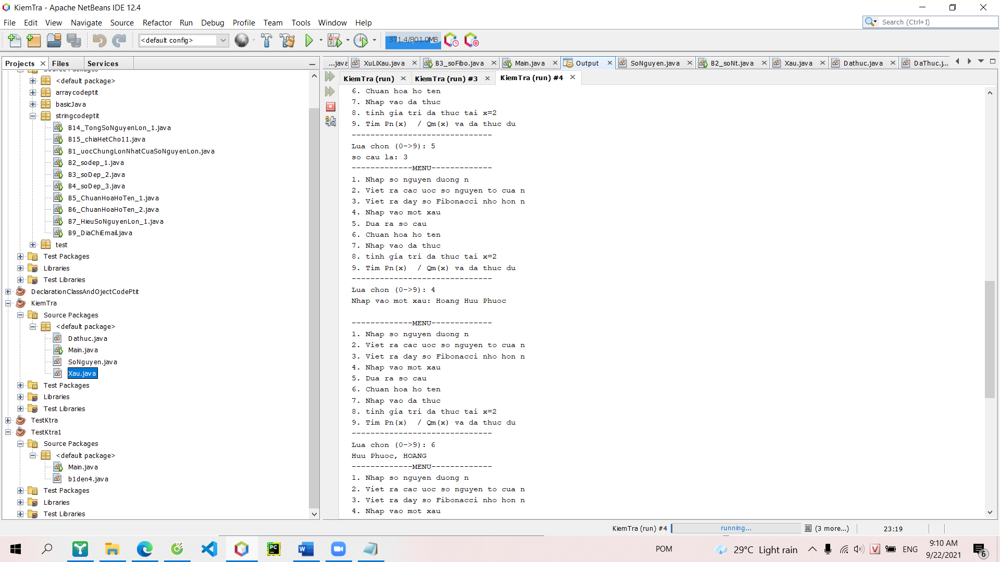 KiemTra - Apache NetBeans IDE 12.4
File Edit View Navigate Source Refactor Run Debug Profile Team Tools Window Help
Search (Ctrl+I)
<default config>
371.4/801.0MB
Projects Files Services
...java XuLiXau.java B3_soFibo.java Main.java Output SoNguyen.java B2_soNt.java Xau.java Dathuc.java DaThuc.j...
KiemTra (run) KiemTra (run) #3 KiemTra (run) #4
Source Packages
<default package>
arraycodeptit
basicJava
stringcodeptit
B14_TongSoNguyenLon_1.java
B15_chiaHetCho11.java
B1_uocChungLonNhatCuaSoNguyenLon.java
B2_sodep_1.java
B3_soDep_2.java
B4_soDep_3.java
B5_ChuanHoaHoTen_1.java
B6_ChuanHoaHoTen_2.java
B7_HieuSoNguyenLon_1.java
B9_DiaChiEmail.java
test
Test Packages
Libraries
Test Libraries
DeclarationClassAndOjectCodePtit
KiemTra
Source Packages
<default package>
Dathuc.java
Main.java
SoNguyen.java
Xau.java
Test Packages
Libraries
Test Libraries
TestKtra
TestKtra1
Source Packages
<default package>
Main.java
b1den4.java
Test Packages
Libraries
Test Libraries
6. Chuan hoa ho ten
7. Nhap vao da thuc
8. tinh gia tri da thuc tai x=2
9. Tim Pn(x)  / Qm(x) va da thuc du
------------------------------
Lua chon (0->9): 5
so cau la: 3
-------------MENU-------------
1. Nhap so nguyen duong n
2. Viet ra cac uoc so nguyen to cua n
3. Viet ra day so Fibonacci nho hon n
4. Nhap vao mot xau
5. Dua ra so cau
6. Chuan hoa ho ten
7. Nhap vao da thuc
8. tinh gia tri da thuc tai x=2
9. Tim Pn(x)  / Qm(x) va da thuc du
------------------------------
Lua chon (0->9): 4
Nhap vao mot xau: Hoang Huu Phuoc
-------------MENU-------------
1. Nhap so nguyen duong n
2. Viet ra cac uoc so nguyen to cua n
3. Viet ra day so Fibonacci nho hon n
4. Nhap vao mot xau
5. Dua ra so cau
6. Chuan hoa ho ten
7. Nhap vao da thuc
8. tinh gia tri da thuc tai x=2
9. Tim Pn(x)  / Qm(x) va da thuc du
------------------------------
Lua chon (0->9): 6
Huu Phuoc, HOANG
-------------MENU-------------
1. Nhap so nguyen duong n
2. Viet ra cac uoc so nguyen to cua n
3. Viet ra day so Fibonacci nho hon n
4. Nhap vao mot xau
KiemTra (run) #4 running... (3 more...) 23:19
POM 29°C Light rain ENG 9:10 AM
9/22/2021
6